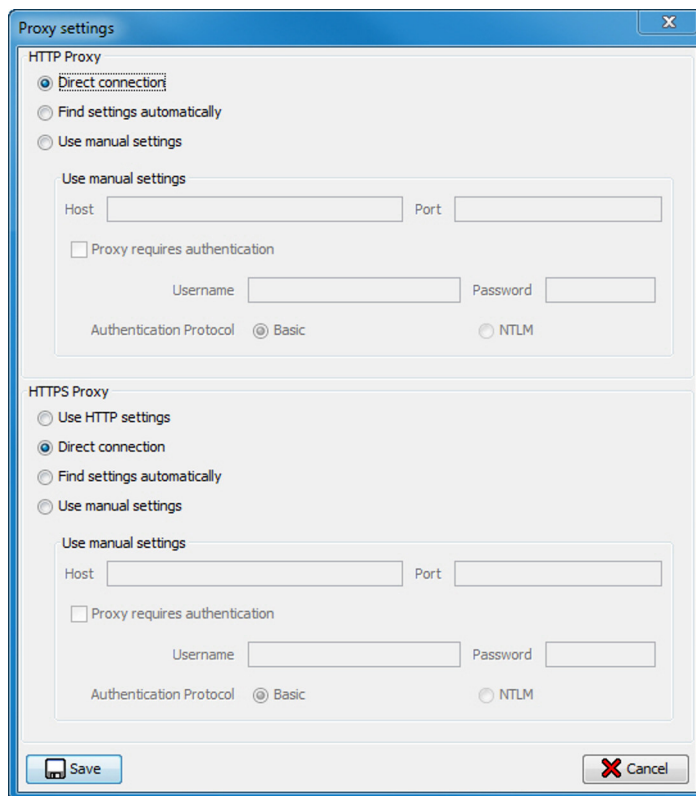 Proxy settings
HTTP Proxy
Direct connection
Find settings automatically
Use manual settings
Use manual settings
Host Port
Proxy requires authentication
Username Password
Authentication Protocol Basic NTLM
HTTPS Proxy
Use HTTP settings
Direct connection
Find settings automatically
Use manual settings
Use manual settings
Host Port
Proxy requires authentication
Username Password
Authentication Protocol Basic NTLM
Save Cancel